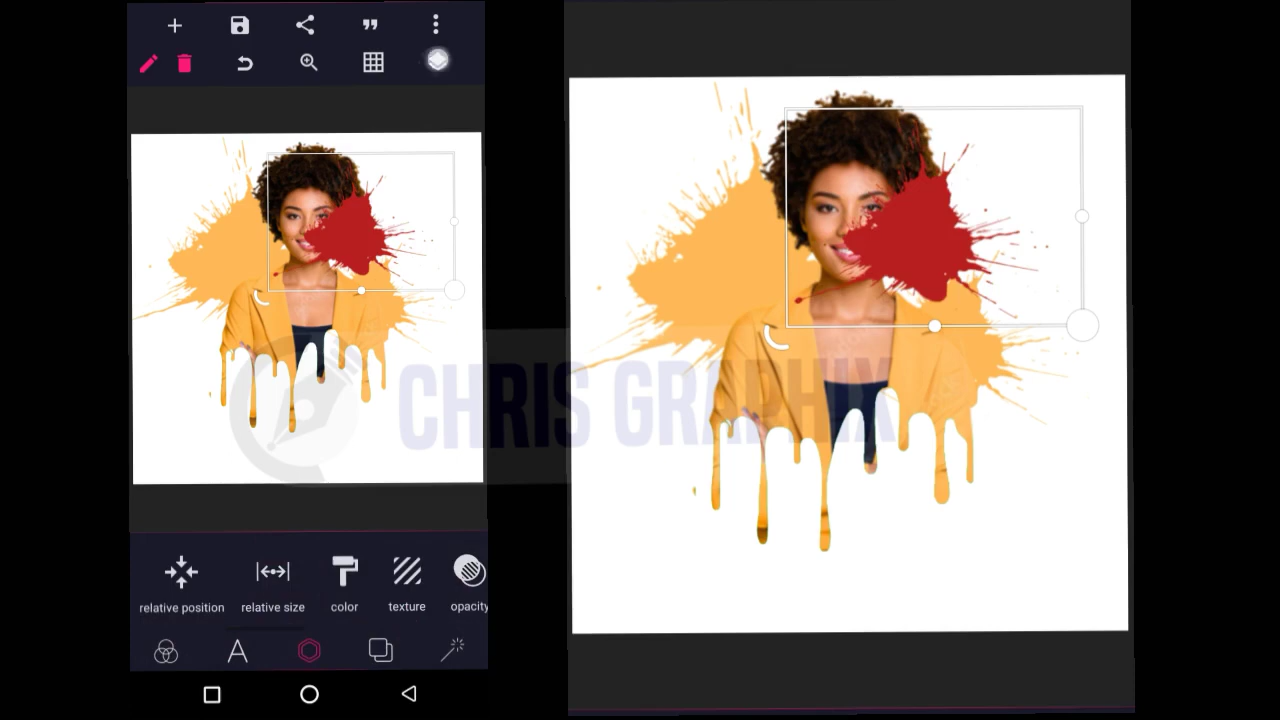 CHRIS GRAPHIX
relative position
relative size
color
texture
opacity